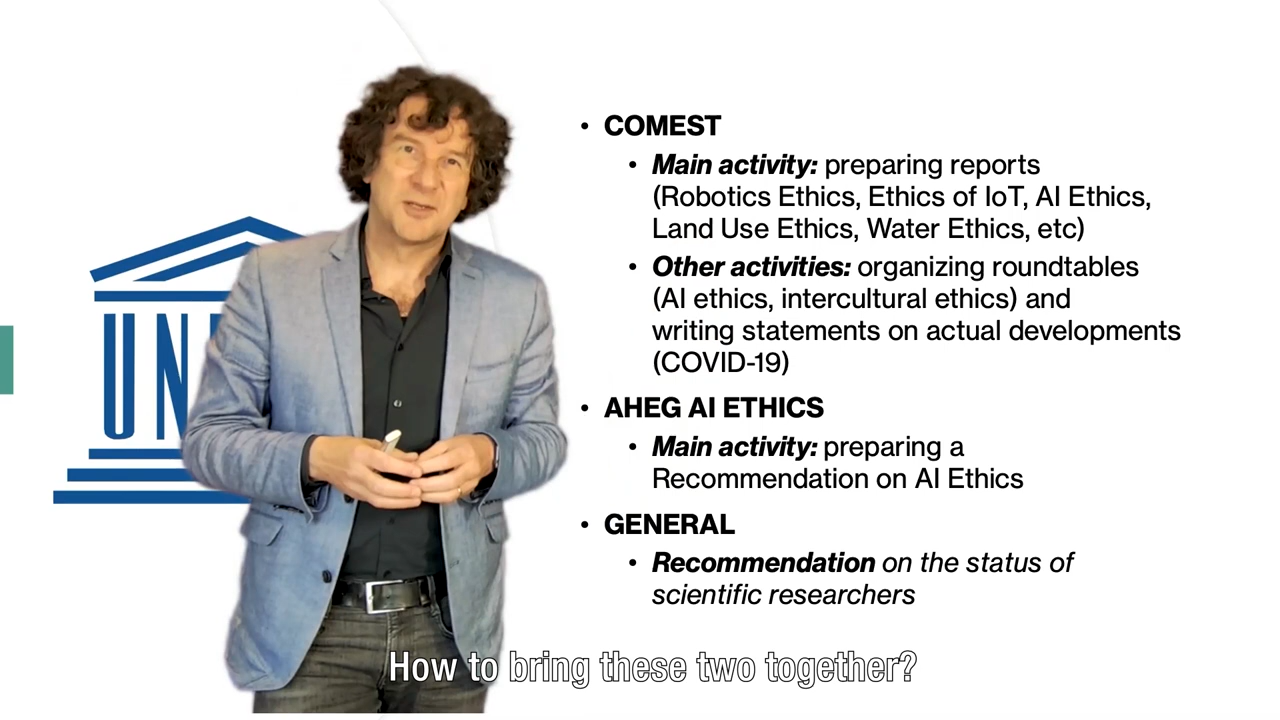 UN
• COMEST
• Main activity: preparing reports
(Robotics Ethics, Ethics of IoT, AI Ethics,
Land Use Ethics, Water Ethics, etc)
• Other activities: organizing roundtables
(AI ethics, intercultural ethics) and
writing statements on actual developments
(COVID-19)
• AHEG AI ETHICS
• Main activity: preparing a
Recommendation on AI Ethics
• GENERAL
• Recommendation on the status of
scientific researchers
How to bring these two together?